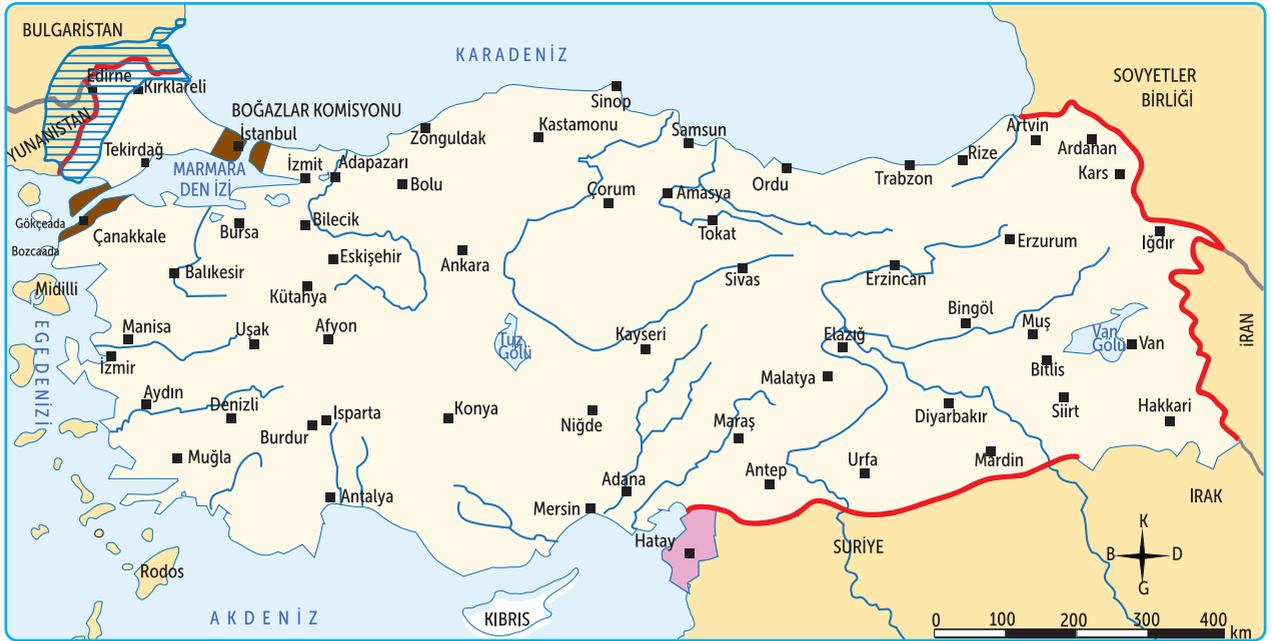 BULGARİSTAN
KARADENİZ
SOVYETLER
BİRLİĞİ
Edirne
Kırklareli
YUNANİSTAN
BOĞAZLAR KOMİSYONU
İstanbul
Tekirdağ
MARMARA
DEN İZİ
İzmit
Adapazarı
Zonguldak
Bolu
Kastamonu
Sinop
Samsun
Çorum
Amasya
Tokat
Ordu
Trabzon
Rize
Artvin
Ardahan
Kars
Iğdır
Gökçeada
Bozcaada
Çanakkale
Bursa
Bilecik
Balıkesir
Eskişehir
Kütahya
Ankara
Sivas
Erzincan
Erzurum
Midilli
EGE DENİZİ
Manisa
Uşak
Afyon
İzmir
Tuz
Gölü
Kayseri
Elazığ
Bingöl
Muş
Van
Gölü
Van
Bitlis
İRAN
Malatya
Aydın
Denizli
Isparta
Burdur
Konya
Niğde
Maraş
Diyarbakır
Siirt
Hakkari
Muğla
Antalya
Mersin
Adana
Antep
Urfa
Mardin
IRAK
Hatay
SURİYE
Rodos
AKDENİZ
KIBRIS
K
B
D
G
0 100 200 300 400
km